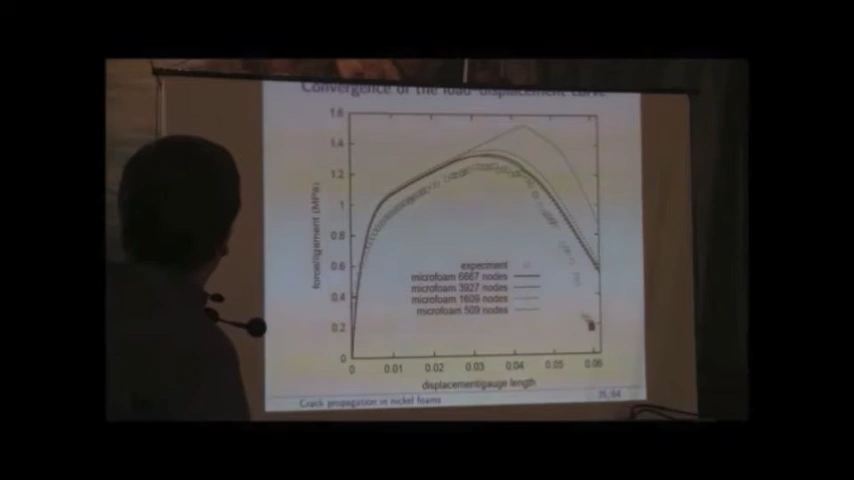 Convergence of the load-displacement curve
1.6
1.4
1.2
1
0.8
0.6
0.4
0.2
0
force/ligament (MPa)
experiment
microfoam 6667 nodes
microfoam 3927 nodes
microfoam 1609 nodes
microfoam 509 nodes
0 0.01 0.02 0.03 0.04 0.05 0.06
displacement/gauge length
Crack propagation in nickel foams
35/64